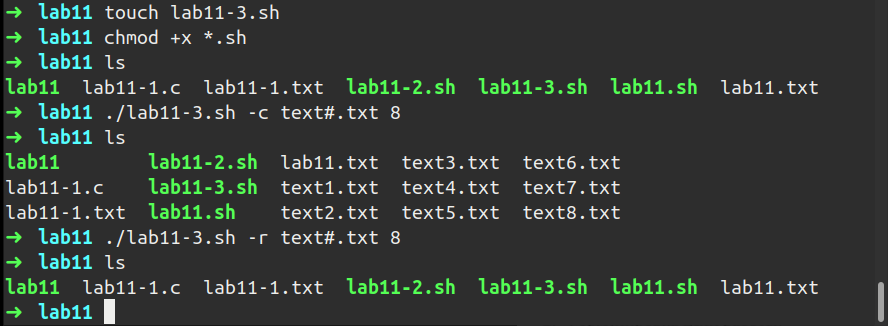 ➜ lab11 touch lab11-3.sh
➜ lab11 chmod +x *.sh
➜ lab11 ls
lab11 lab11-1.c lab11-1.txt lab11-2.sh lab11-3.sh lab11.sh lab11.txt
➜ lab11 ./lab11-3.sh -c text#.txt 8
➜ lab11 ls
lab11 lab11-2.sh lab11.txt text3.txt text6.txt
lab11-1.c lab11-3.sh text1.txt text4.txt text7.txt
lab11-1.txt lab11.sh text2.txt text5.txt text8.txt
➜ lab11 ./lab11-3.sh -r text#.txt 8
➜ lab11 ls
lab11 lab11-1.c lab11-1.txt lab11-2.sh lab11-3.sh lab11.sh lab11.txt
➜ lab11